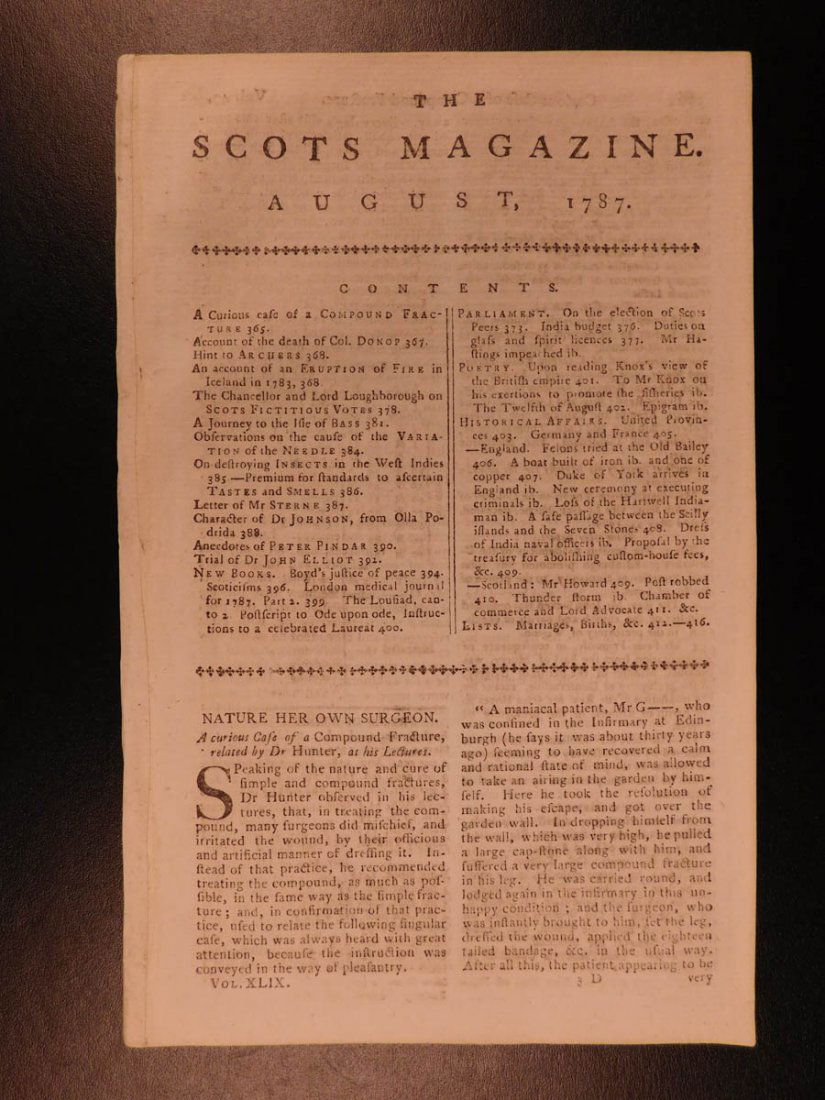 THE
SCOTS MAGAZINE.
AUGUST, 1787.
CONTENTS.
A Curious caſe of a COMPOUND FRAC-
TURE 365.
Account of the death of Col. DONOP 367.
Hint to ARCHERS 368.
An account of an ERUPTION of FIRE in
Iceland in 1783, 368.
The Chancellor and Lord Loughborough on
SCOTS FICTITIOUS VOTES 378.
A Journey to the Iſle of BASS 381.
Obſervations on the cauſe of the VARIA-
TION of the NEEDLE 384.
On deſtroying INSECTS in the Weſt Indies
385 —Premium for ſtandards to aſcertain
TASTES and SMELLS 386.
Letter of Mr STERNE 387.
Character of Dr JOHNSON, from Olla Po-
drida 388.
Anecdotes of PETER PINDAR 390.
Trial of Dr JOHN ELLIOT 391.
NEW BOOKS. Boyd's juſtice of peace 394.
Scoticiſms 396. London medical journal
for 1787. Part 2. 399. The Louſiad, can-
to 2. Poſtſcript to Ode upon ode, Inſtruc-
tions to a celebrated Laureat 400.
PARLIAMENT. On the election of Scots
Peers 373. India budget 376. Duties on
glaſs and ſpirit licences 377. Mr Ha-
ſtings impeached ib.
POETRY. Upon reading Knox's view of
the Britiſh empire 401. To Mr Knox on
his exertions to promote the fiſheries ib.
The Twelfth of Auguſt 402. Epigram ib.
HISTORICAL AFFAIRS. United Provin-
ces 403. Germany and France 405.
—England. Felons tried at the Old Bailey
406. A boat built of iron ib. and one of
copper 407. Duke of York arrives in
England ib. New ceremony at executing
criminals ib. Loſs of the Hartwell India-
man ib. A ſafe paſſage between the Scilly
iſlands and the Seven Stones 408. Dreſs
of India naval officers ib. Propoſal by the
treaſury for aboliſhing cuſtom-houſe fees,
&c. 409.
—Scotland: Mr Howard 409. Poſt robbed
410. Thunder ſtorm ib. Chamber of
commerce and Lord Advocate 411. &c.
LISTS. Marriages, Births, &c. 412.—416.
NATURE HER OWN SURGEON.
A curious Caſe of a Compound Fracture,
related by Dr Hunter, at his Lectures.
SPeaking of the nature and cure of
ſimple and compound fractures,
Dr Hunter obſerved in his lec-
tures, that, in treating the com-
pound, many ſurgeons did miſchief, and
irritated the wound, by their officious
and artificial manner of dreſſing it. In-
ſtead of that practice, he recommended
treating the compound, as much as poſ-
ſible, in the ſame way as the ſimple frac-
ture; and, in confirmation of that prac-
tice, uſed to relate the following ſingular
caſe, which was always heard with great
attention, becauſe the inſtruction was
conveyed in the way of pleaſantry.
VOL. XLIX.
"A maniacal patient, Mr G——, who
was confined in the Infirmary at Edin-
burgh (he ſays it was about thirty years
ago) ſeeming to have recovered a calm
and rational ſtate of mind, was allowed
to take an airing in the garden by him-
ſelf. Here he took the reſolution of
making his eſcape, and got over the
garden wall. In dropping himſelf from
the wall, which was very high, he pulled
a large cap-ſtone along with him, and
ſuffered a very large compound fracture
in his leg. He was carried round, and
lodged again in the infirmary in this un-
happy condition; and the ſurgeon, who
was inſtantly brought to him, ſet the leg,
dreſſed the wound, applied the eighteen
tailed bandage, &c. in the uſual way.
After all this, the patient appearing to be
3 D very